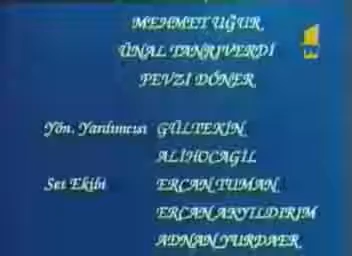 MEHMET UĞUR
ÜNAL TANRIVERDİ
FEVZİ DÖNER
Yön. Yardımcısı GÜLTEKİN
ALİHOCAGİL
Set Ekibi ERCAN TUMAN
ERCAN AKYILDIRIM
ADNAN YURDAER